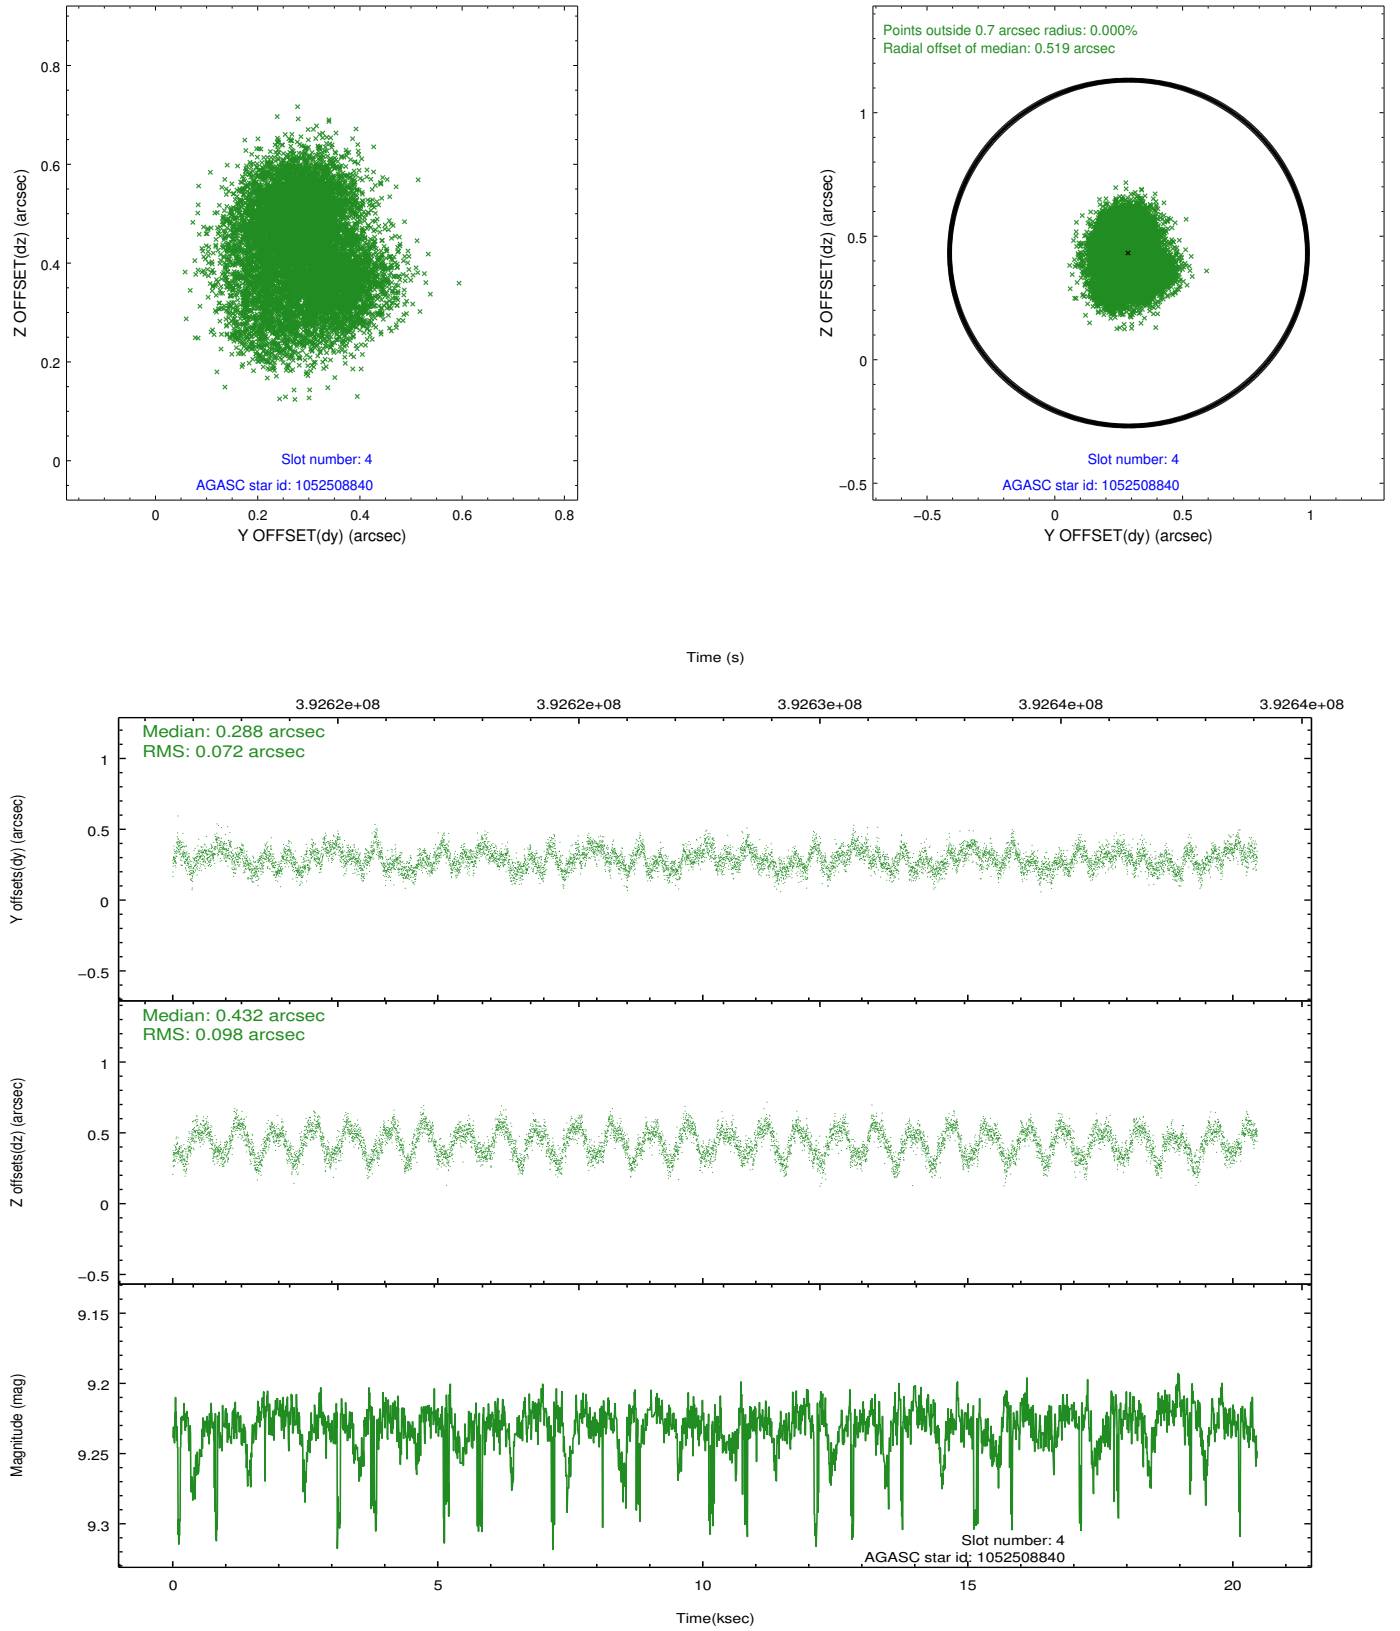 0.8
0.6
0.4
0.2
0
Z OFFSET(dz) (arcsec)
Slot number: 4
AGASC star id: 1052508840
0 0.2 0.4 0.6 0.8
Y OFFSET(dy) (arcsec)
Points outside 0.7 arcsec radius: 0.000%
Radial offset of median: 0.519 arcsec
1
0.5
0
−0.5
Z OFFSET(dz) (arcsec)
Slot number: 4
AGASC star id: 1052508840
−0.5 0 0.5 1
Y OFFSET(dy) (arcsec)
Time (s)
3.9262e+08 3.9262e+08 3.9263e+08 3.9264e+08 3.9264e+08
Median: 0.288 arcsec
RMS: 0.072 arcsec
1
0.5
0
−0.5
Y offsets(dy) (arcsec)
Median: 0.432 arcsec
RMS: 0.098 arcsec
1
0.5
0
−0.5
Z offsets(dz) (arcsec)
9.15
9.2
9.25
9.3
Magnitude (mag)
Slot number: 4
AGASC star id: 1052508840
0 5 10 15 20
Time(ksec)